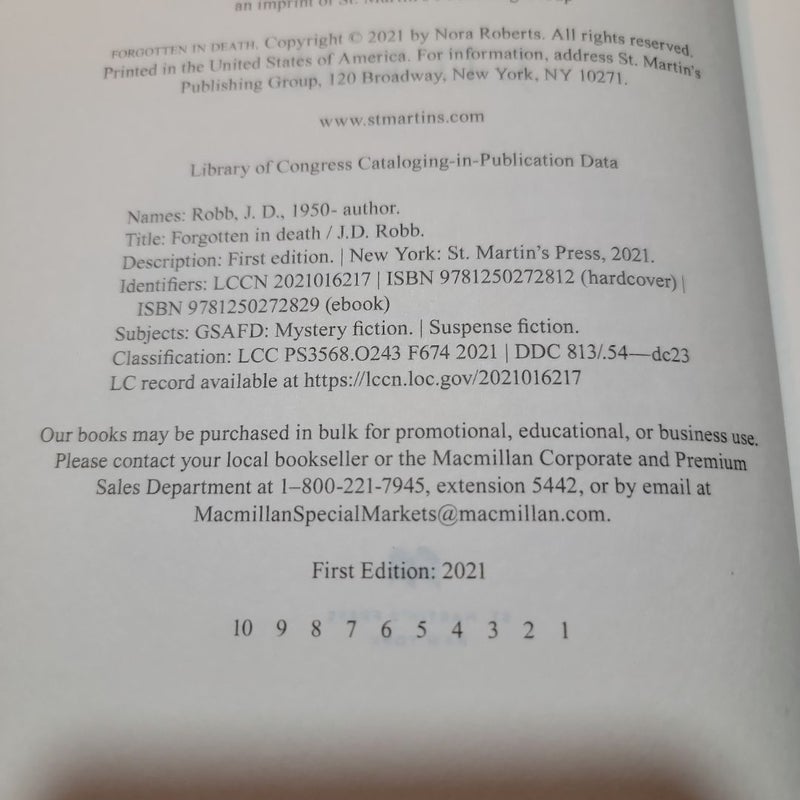 an imprint of St. Martin's Publishing Group
FORGOTTEN IN DEATH. Copyright © 2021 by Nora Roberts. All rights reserved.
Printed in the United States of America. For information, address St. Martin's
Publishing Group, 120 Broadway, New York, NY 10271.
www.stmartins.com
Library of Congress Cataloging-in-Publication Data
Names: Robb, J. D., 1950- author.
Title: Forgotten in death / J.D. Robb.
Description: First edition. | New York: St. Martin's Press, 2021.
Identifiers: LCCN 2021016217 | ISBN 9781250272812 (hardcover) |
ISBN 9781250272829 (ebook)
Subjects: GSAFD: Mystery fiction. | Suspense fiction.
Classification: LCC PS3568.O243 F674 2021 | DDC 813/.54—dc23
LC record available at https://lccn.loc.gov/2021016217
Our books may be purchased in bulk for promotional, educational, or business use.
Please contact your local bookseller or the Macmillan Corporate and Premium
Sales Department at 1–800-221-7945, extension 5442, or by email at
MacmillanSpecialMarkets@macmillan.com.
First Edition: 2021
10 9 8 7 6 5 4 3 2 1